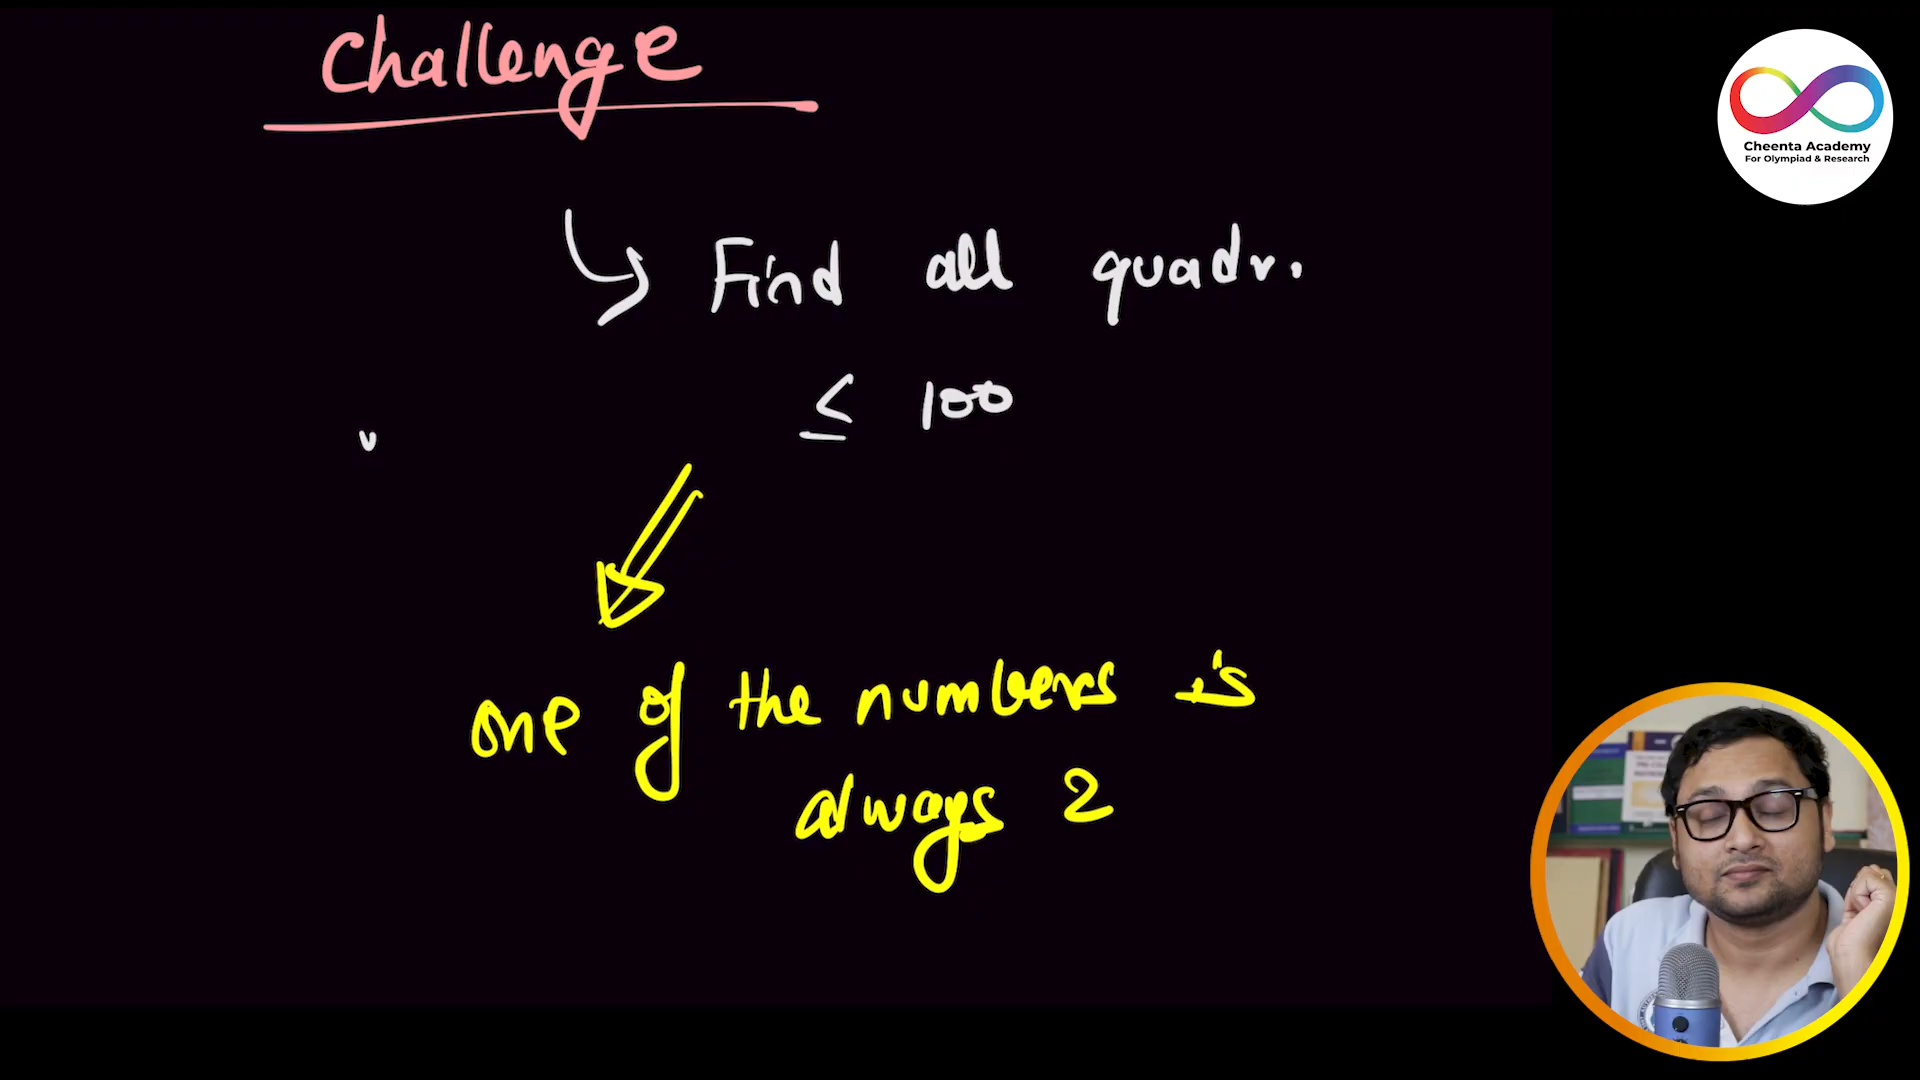 Challenge
Find all quadr.
≤ 100
one of the numbers is
always 2
Cheenta Academy
For Olympiad & Research